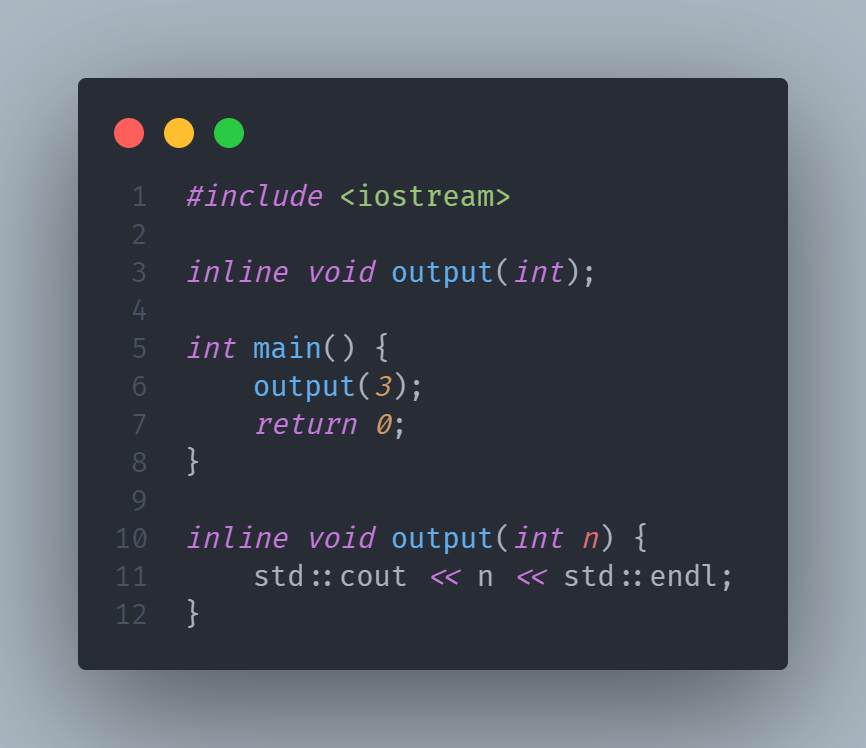 1 #include <iostream>
2
3 inline void output(int);
4
5 int main() {
6     output(3);
7     return 0;
8 }
9
10 inline void output(int n) {
11     std::cout << n << std::endl;
12 }